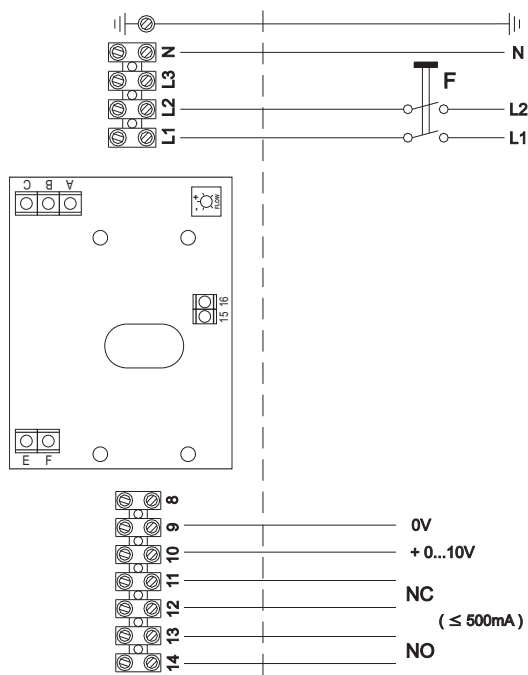 N N
L3 F
L2 L2
L1 L1
C B A
- + FLOW
15 16
E F
8
9 0V
10 + 0...10V
11
NC
12
( ≤ 500mA )
13
NO
14